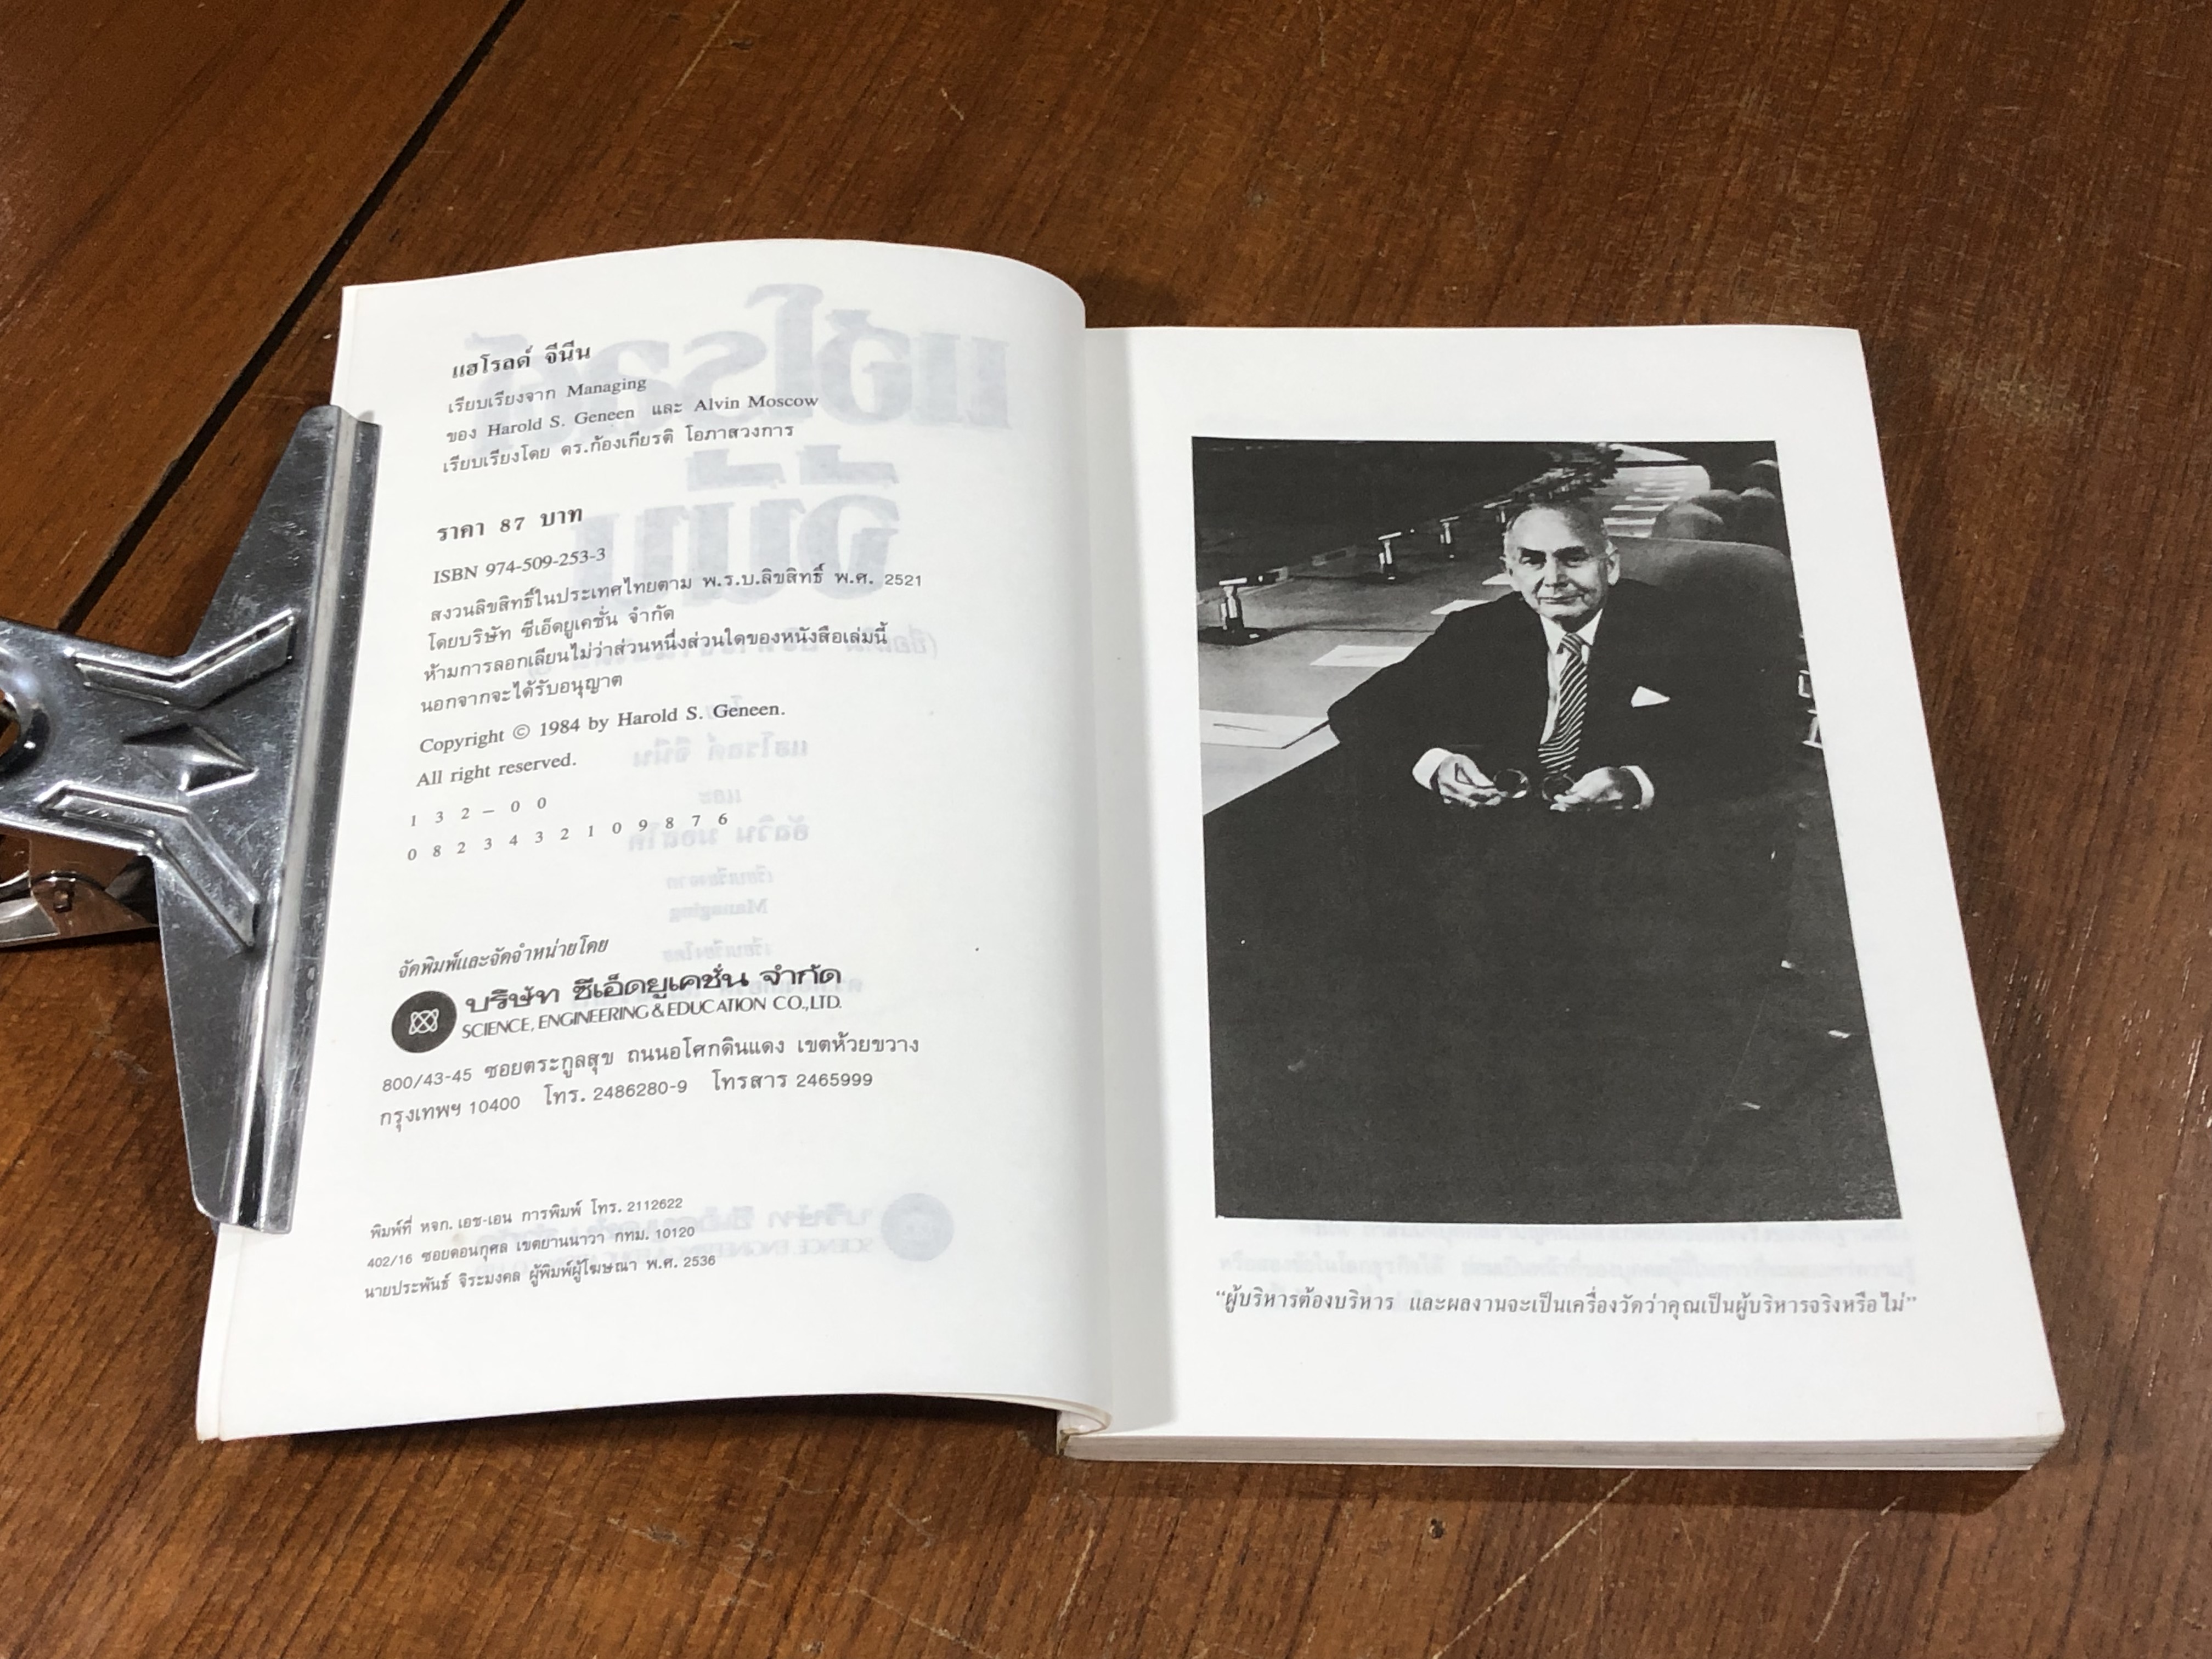 แฮโรลด์ จีนีน
เรียบเรียงจาก Managing
ของ Harold S. Geneen และ Alvin Moscow
เรียบเรียงโดย ดร.ก้องเกียรติ โอภาสวงการ
ราคา 87 บาท
ISBN 974-509-253-3
สงวนลิขสิทธิ์ในประเทศไทยตาม พ.ร.บ.ลิขสิทธิ์ พ.ศ. 2521
โดยบริษัท ซีเอ็ดยูเคชั่น จำกัด
ห้ามการลอกเลียนไม่ว่าส่วนหนึ่งส่วนใดของหนังสือเล่มนี้
นอกจากจะได้รับอนุญาต
Copyright © 1984 by Harold S. Geneen.
All right reserved.
1 3 2 – 0 0
0 8 2 3 4 3 2 1 0 9 8 7 6
จัดพิมพ์และจัดจำหน่ายโดย
บริษัท ซีเอ็ดยูเคชั่น จำกัด
SCIENCE, ENGINEERING & EDUCATION CO.,LTD.
800/43-45 ซอยตระกูลสุข ถนนอโศกดินแดง เขตห้วยขวาง
กรุงเทพฯ 10400 โทร. 2486280-9 โทรสาร 2465999
พิมพ์ที่ หจก. เอช-เอน การพิมพ์ โทร. 2112622
402/16 ซอยดอนกุศล เขตยานนาวา กทม. 10120
นายประพันธ์ จิระมงคล ผู้พิมพ์ผู้โฆษณา พ.ศ. 2536
“ผู้บริหารต้องบริหาร และผลงานจะเป็นเครื่องวัดว่าคุณเป็นผู้บริหารจริงหรือไม่”